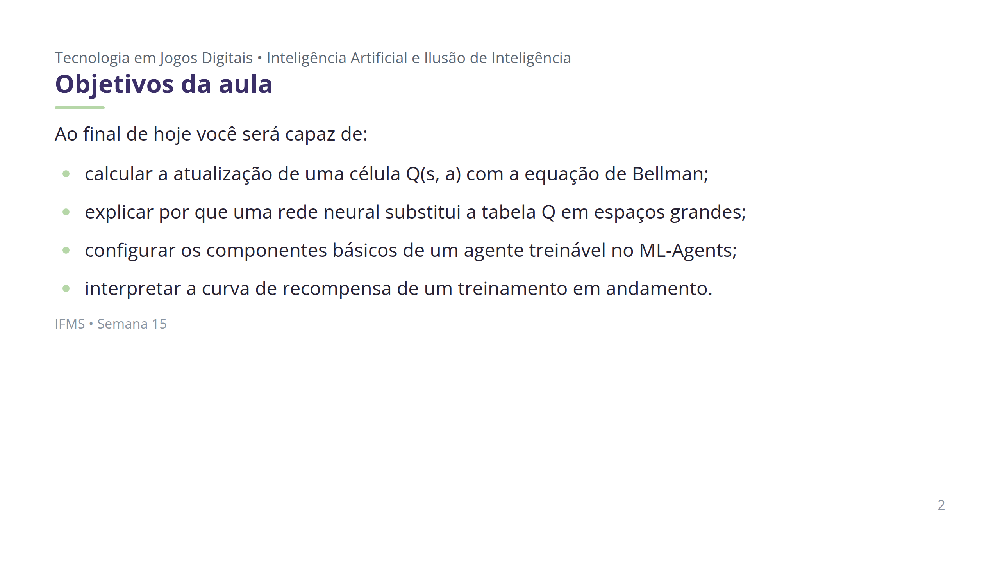 Tecnologia em Jogos Digitais • Inteligência Artificial e Ilusão de Inteligência
Objetivos da aula
Ao final de hoje você será capaz de:
• calcular a atualização de uma célula Q(s, a) com a equação de Bellman;
• explicar por que uma rede neural substitui a tabela Q em espaços grandes;
• configurar os componentes básicos de um agente treinável no ML-Agents;
• interpretar a curva de recompensa de um treinamento em andamento.
IFMS • Semana 15
2